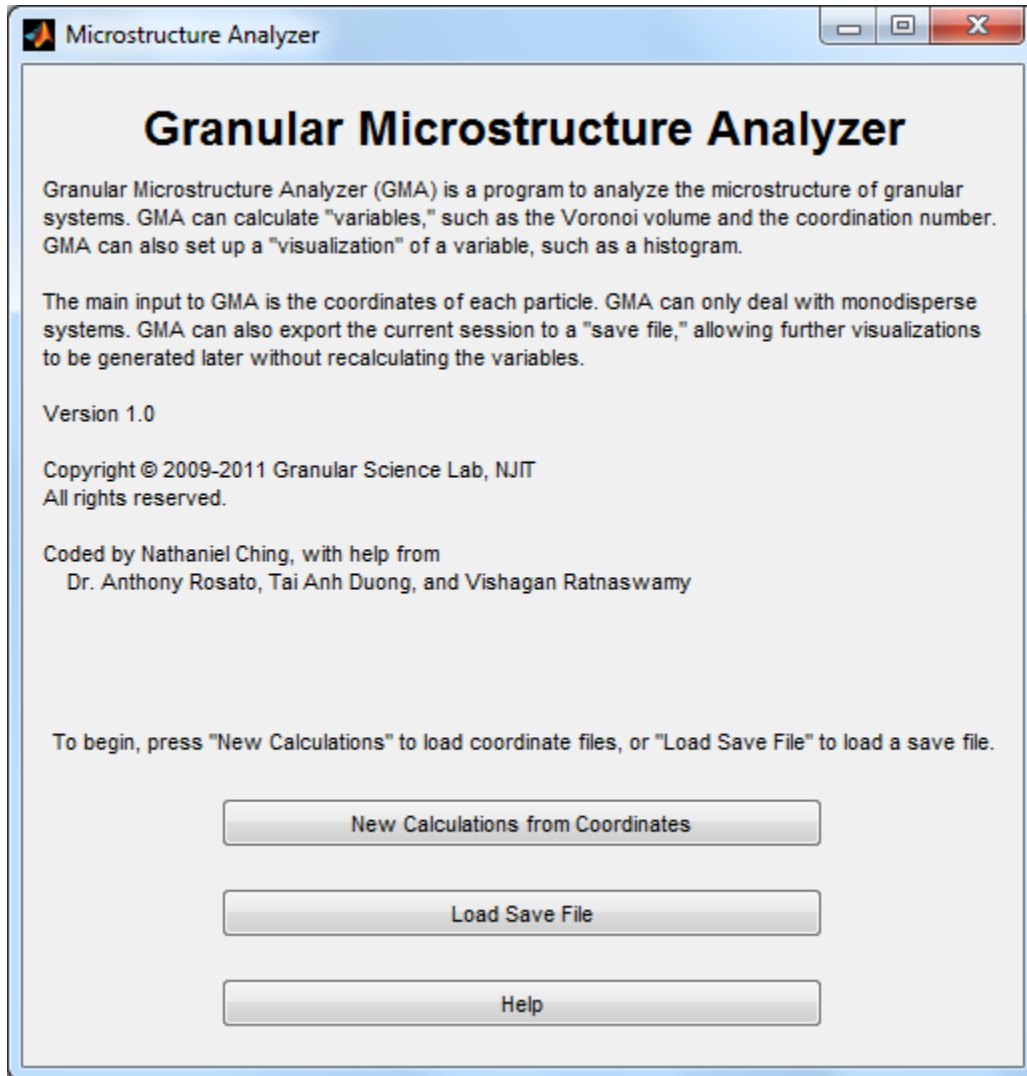 Microstructure Analyzer
Granular Microstructure Analyzer
Granular Microstructure Analyzer (GMA) is a program to analyze the microstructure of granular
systems. GMA can calculate "variables," such as the Voronoi volume and the coordination number.
GMA can also set up a "visualization" of a variable, such as a histogram.
The main input to GMA is the coordinates of each particle. GMA can only deal with monodisperse
systems. GMA can also export the current session to a "save file," allowing further visualizations
to be generated later without recalculating the variables.
Version 1.0
Copyright © 2009-2011 Granular Science Lab, NJIT
All rights reserved.
Coded by Nathaniel Ching, with help from
Dr. Anthony Rosato, Tai Anh Duong, and Vishagan Ratnaswamy
To begin, press "New Calculations" to load coordinate files, or "Load Save File" to load a save file.
New Calculations from Coordinates
Load Save File
Help